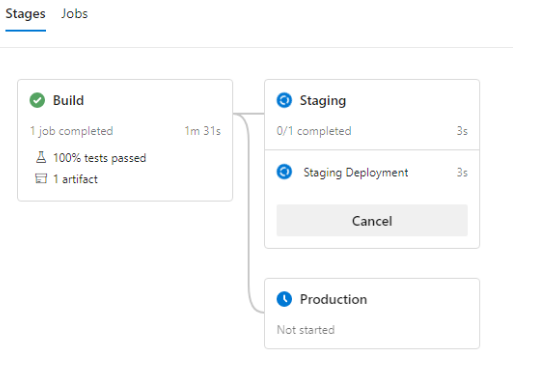 Stages Jobs
Build
1 job completed 1m 31s
100% tests passed
1 artifact
Staging
0/1 completed 3s
Staging Deployment 3s
Cancel
Production
Not started